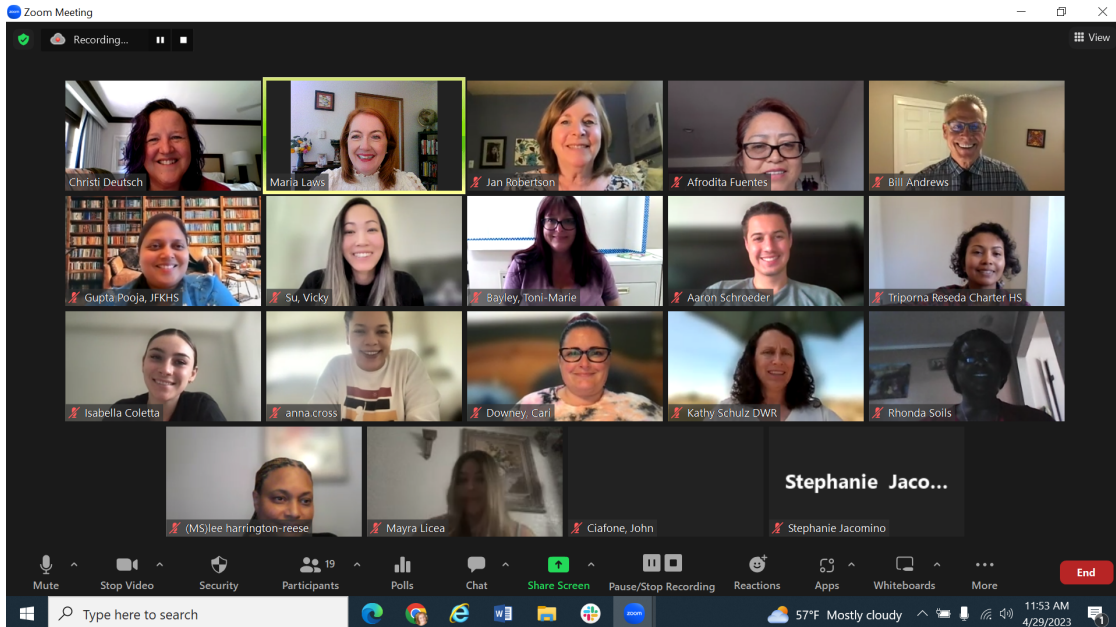 zoom Zoom Meeting
Recording...
View
Christi Deutsch
Maria Laws
Jan Robertson
Afrodita Fuentes
Bill Andrews
Gupta Pooja, JFKHS
Su, Vicky
Bayley, Toni-Marie
Aaron Schroeder
Triporna Reseda Charter HS
Isabella Coletta
anna.cross
Downey, Cari
Kathy Schulz DWR
Rhonda Soils
Stephanie Jaco...
(MS)lee harrington-reese
Mayra Licea
Ciafone, John
Stephanie Jacomino
19
Mute
Stop Video
Security
Participants
Polls
Chat
Share Screen
Pause/Stop Recording
Reactions
Apps
Whiteboards
More
End
Type here to search
zoom
57°F Mostly cloudy
11:53 AM
4/29/2023
1